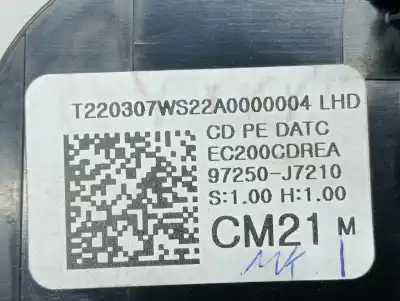 T220307WS22A0000004 LHD
CD PE DATC
EC200CDREA
97250-J7210
S:1.00 H:1.00
CM21 M